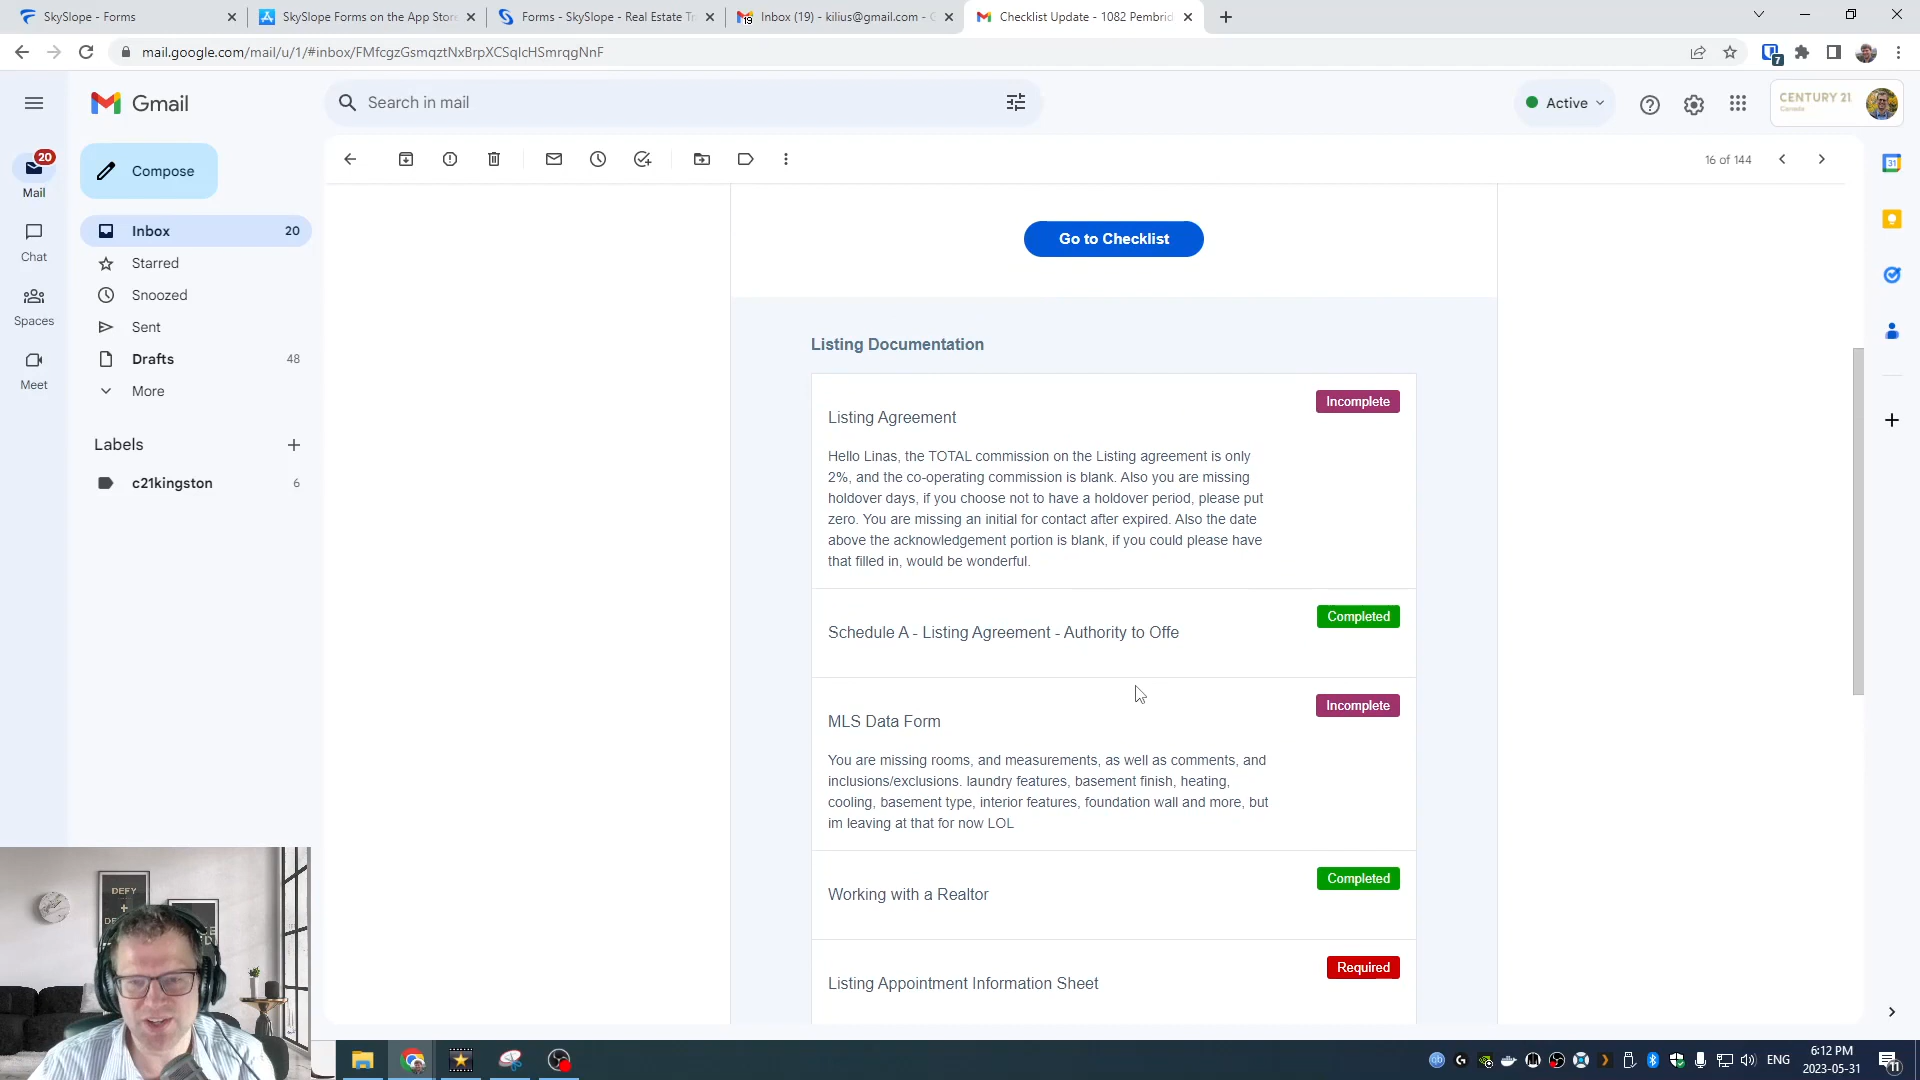 SkySlope - Forms
SkySlope Forms on the App Store
Forms - SkySlope - Real Estate Tr
Inbox (19) - kilius@gmail.com - G
Checklist Update - 1082 Pembrid
mail.google.com/mail/u/1/#inbox/FMfcgzGsmqztNxBrpXCSqlcHSmrqgNnF
7
Gmail
Search in mail
Active
CENTURY 21
Canada
20
Mail
Chat
Spaces
Meet
Compose
Inbox 20
Starred
Snoozed
Sent
Drafts 48
More
Labels
c21kingston 6
16 of 144
31
Go to Checklist
Listing Documentation
Incomplete
Listing Agreement
Hello Linas, the TOTAL commission on the Listing agreement is only
2%, and the co-operating commission is blank. Also you are missing
holdover days, if you choose not to have a holdover period, please put
zero. You are missing an initial for contact after expired. Also the date
above the acknowledgement portion is blank, if you could please have
that filled in, would be wonderful.
Completed
Schedule A - Listing Agreement - Authority to Offe
Incomplete
MLS Data Form
You are missing rooms, and measurements, as well as comments, and
inclusions/exclusions. laundry features, basement finish, heating,
cooling, basement type, interior features, foundation wall and more, but
im leaving at that for now LOL
Completed
Working with a Realtor
Required
Listing Appointment Information Sheet
DEFY
+
ENG
6:12 PM
2023-05-31
11